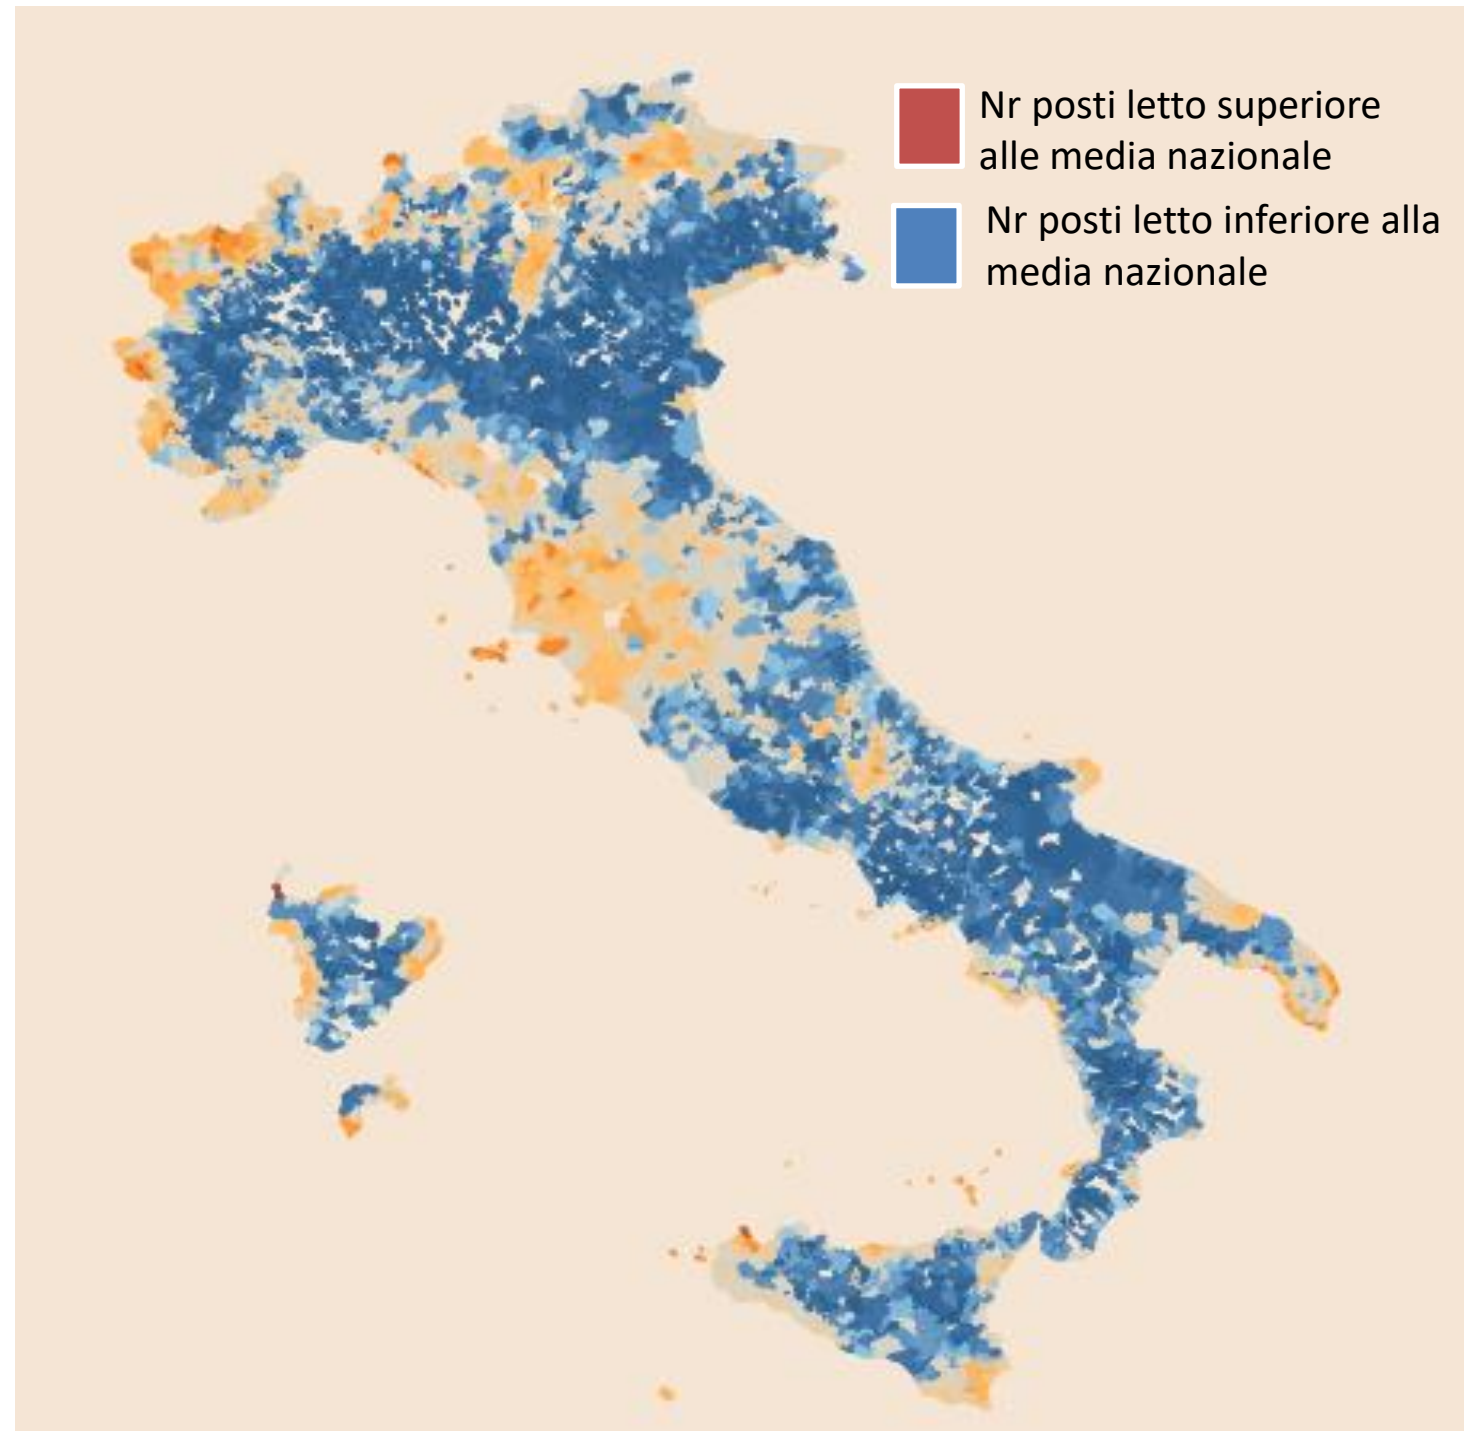 Nr posti letto superiore
alle media nazionale
Nr posti letto inferiore alla
media nazionale